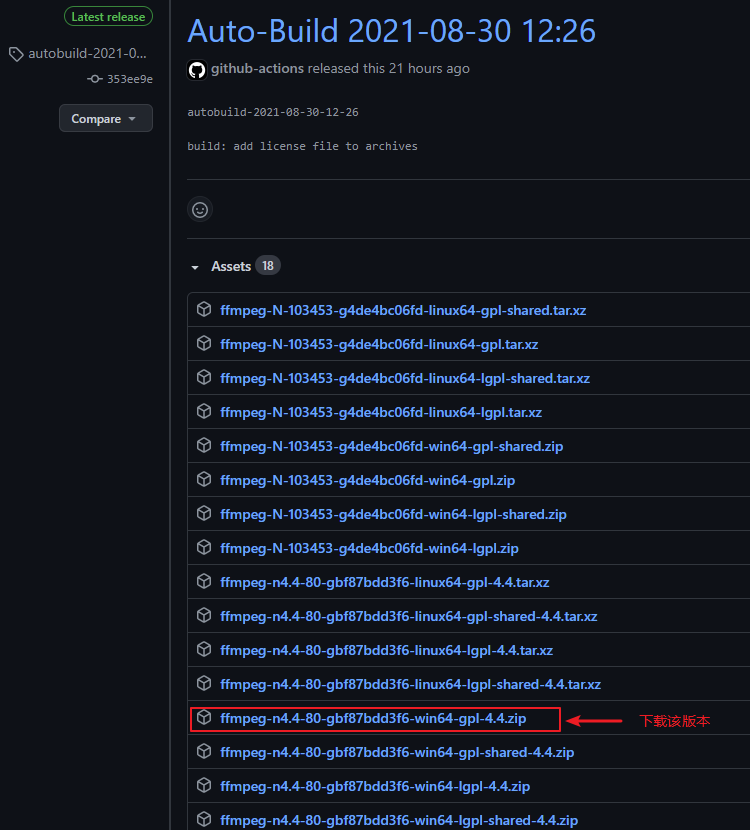 Latest release
autobuild-2021-0...
353ee9e
Compare
Auto-Build 2021-08-30 12:26
github-actions released this 21 hours ago
autobuild-2021-08-30-12-26
build: add license file to archives
Assets 18
ffmpeg-N-103453-g4de4bc06fd-linux64-gpl-shared.tar.xz
ffmpeg-N-103453-g4de4bc06fd-linux64-gpl.tar.xz
ffmpeg-N-103453-g4de4bc06fd-linux64-lgpl-shared.tar.xz
ffmpeg-N-103453-g4de4bc06fd-linux64-lgpl.tar.xz
ffmpeg-N-103453-g4de4bc06fd-win64-gpl-shared.zip
ffmpeg-N-103453-g4de4bc06fd-win64-gpl.zip
ffmpeg-N-103453-g4de4bc06fd-win64-lgpl-shared.zip
ffmpeg-N-103453-g4de4bc06fd-win64-lgpl.zip
ffmpeg-n4.4-80-gbf87bdd3f6-linux64-gpl-4.4.tar.xz
ffmpeg-n4.4-80-gbf87bdd3f6-linux64-gpl-shared-4.4.tar.xz
ffmpeg-n4.4-80-gbf87bdd3f6-linux64-lgpl-4.4.tar.xz
ffmpeg-n4.4-80-gbf87bdd3f6-linux64-lgpl-shared-4.4.tar.xz
ffmpeg-n4.4-80-gbf87bdd3f6-win64-gpl-4.4.zip 下载该版本
ffmpeg-n4.4-80-gbf87bdd3f6-win64-gpl-shared-4.4.zip
ffmpeg-n4.4-80-gbf87bdd3f6-win64-lgpl-4.4.zip
ffmpeg-n4.4-80-gbf87bdd3f6-win64-lgpl-shared-4.4.zip